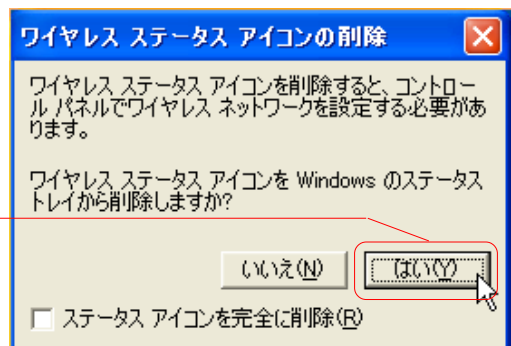 ワイヤレス ステータス アイコンの削除
ワイヤレス ステータス アイコンを削除すると、コントロー
ル パネルでワイヤレス ネットワークを設定する必要があ
ります。
ワイヤレス ステータス アイコンを Windows のステータス
トレイから削除しますか?
いいえ(N) はい(Y)
ステータス アイコンを完全に削除(R)